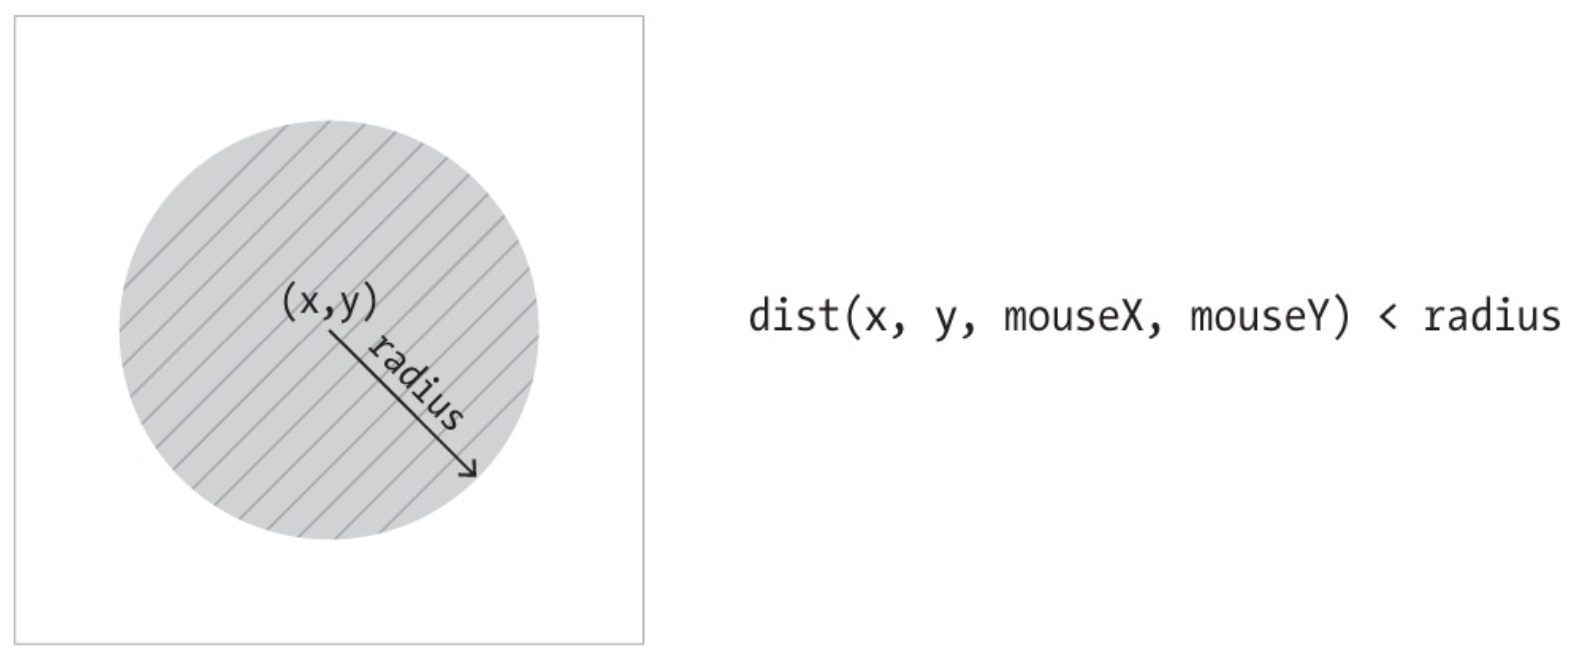 (x,y)
radius
dist(x, y, mouseX, mouseY) < radius